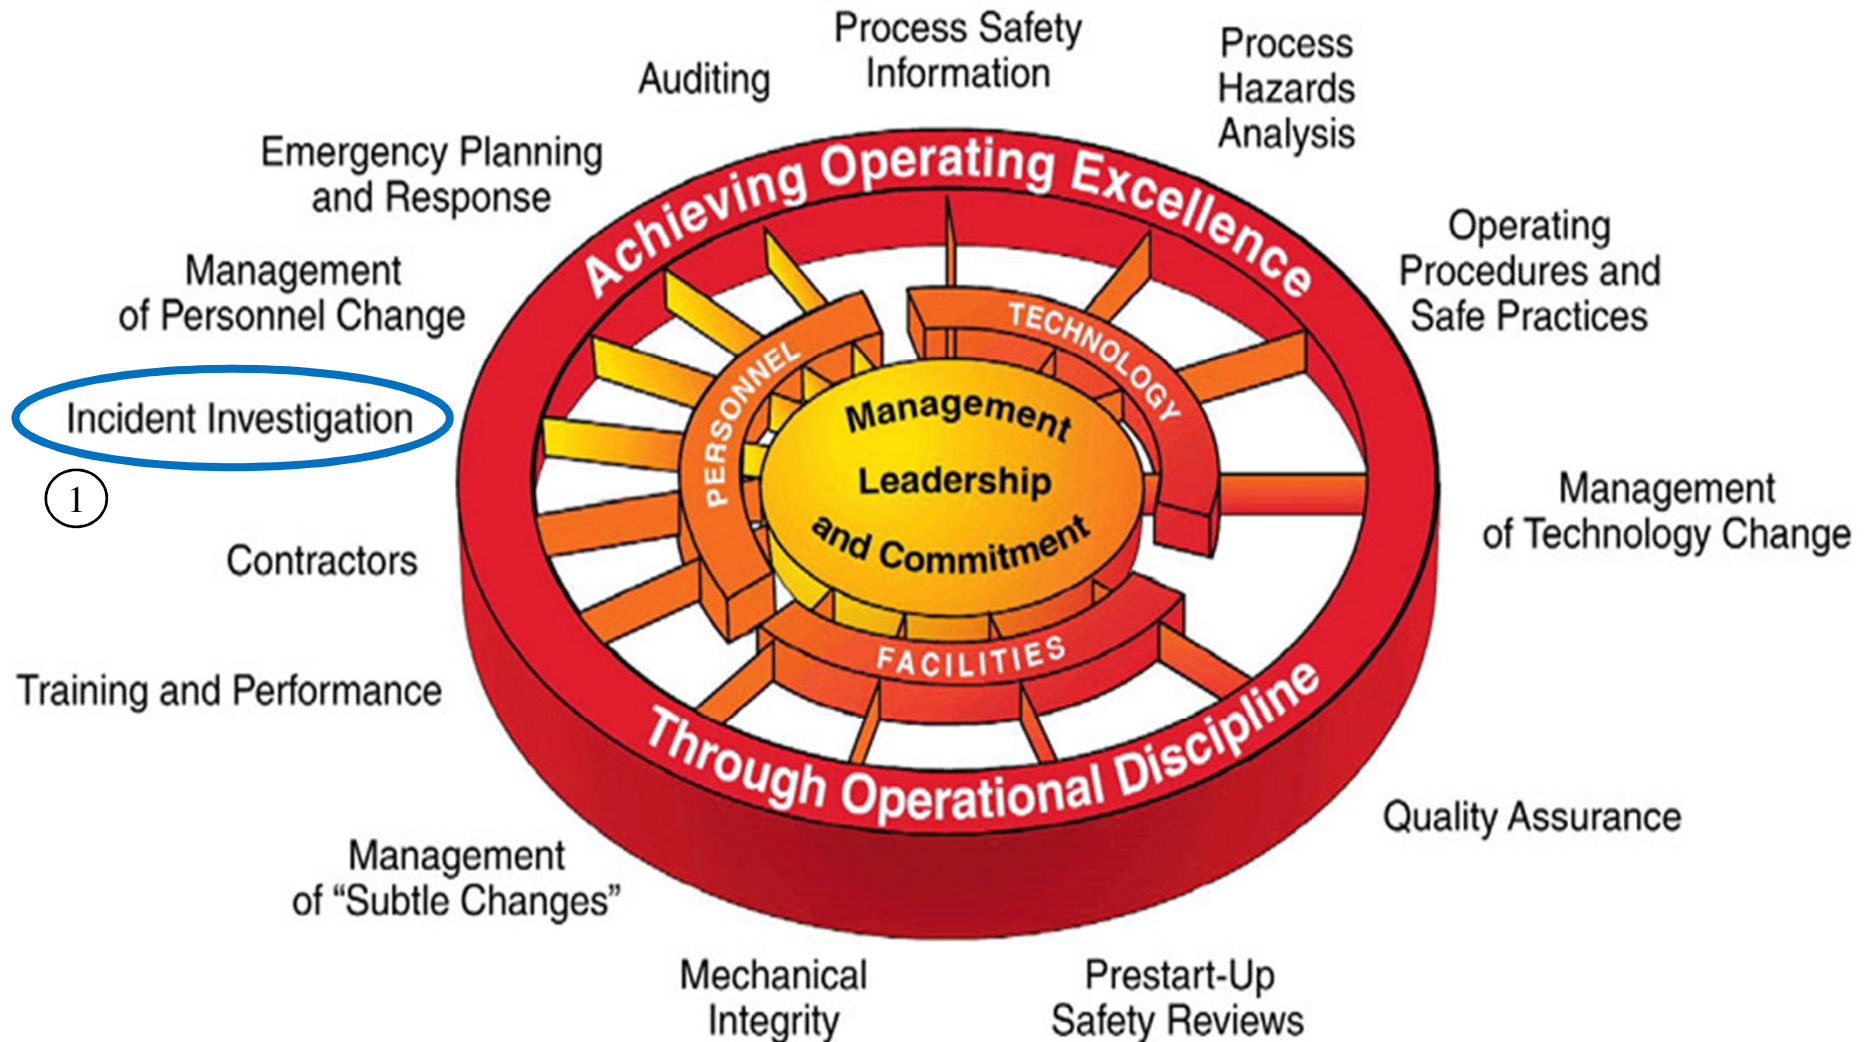 Process Safety
Information
Process
Hazards
Analysis
Auditing
Emergency Planning
and Response
Operating
Procedures and
Safe Practices
Management
of Personnel Change
Incident Investigation
1
Management
of Technology Change
Contractors
Training and Performance
Quality Assurance
Management
of “Subtle Changes”
Mechanical
Integrity
Prestart-Up
Safety Reviews
Achieving Operating Excellence
Through Operational Discipline
PERSONNEL
TECHNOLOGY
FACILITIES
Management
Leadership
and Commitment